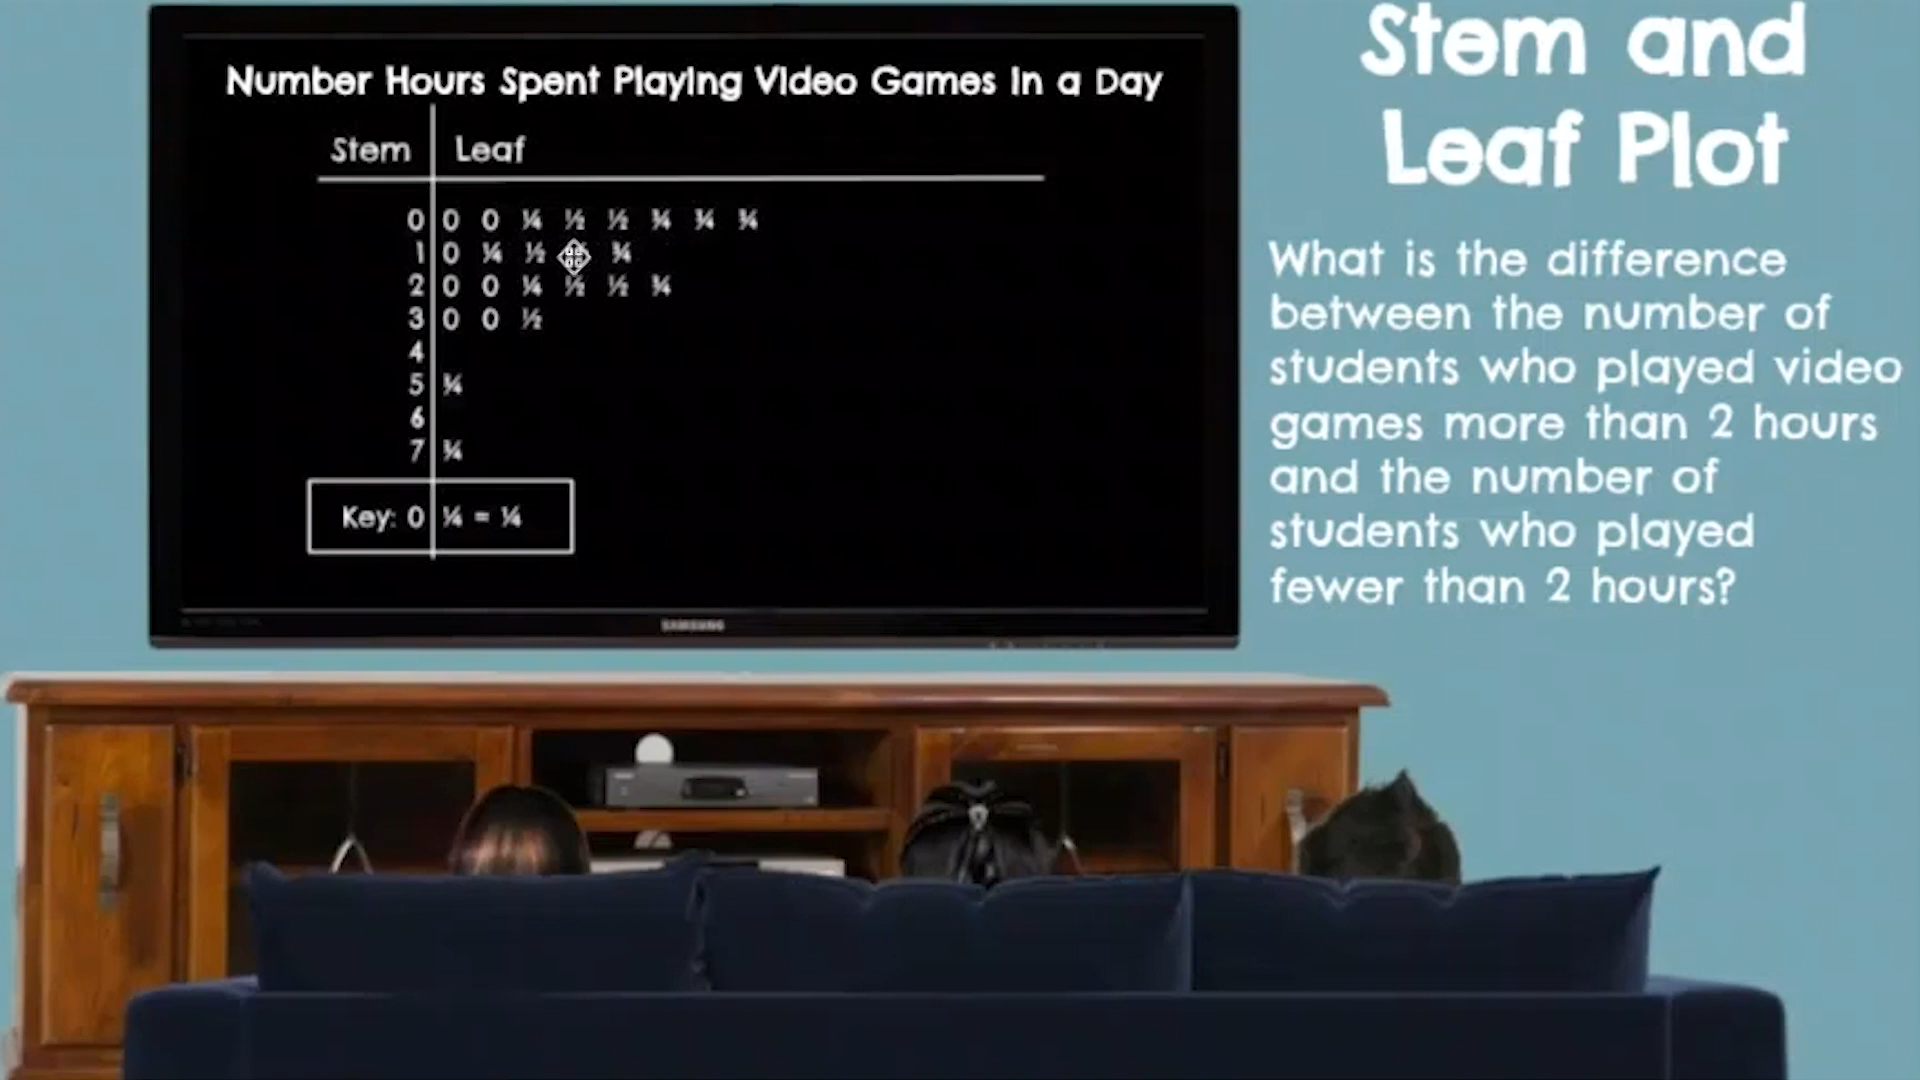 Number Hours Spent Playing Video Games in a Day
Stem Leaf
0 0 0 ¼ ½ ½ ¾ ¾ ¾
1 0 ¼ ½ ¾
2 0 0 ¼ ½ ½ ¾
3 0 0 ½
4
5 ¾
6
7 ¾
Key: 0 ¼ = ¼
SAMSUNG
Stem and
Leaf Plot
What is the difference
between the number of
students who played video
games more than 2 hours
and the number of
students who played
fewer than 2 hours?